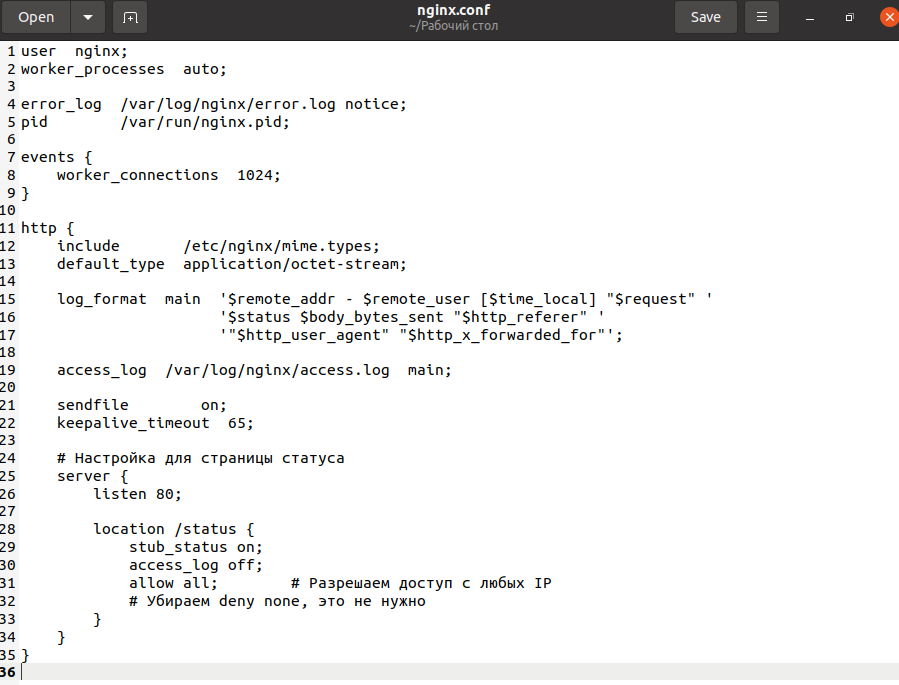 Open
nginx.conf
~/Рабочий стол
Save
1 user  nginx;
2 worker_processes  auto;
3
4 error_log  /var/log/nginx/error.log notice;
5 pid        /var/run/nginx.pid;
6
7 events {
8     worker_connections  1024;
9 }
10
11 http {
12     include       /etc/nginx/mime.types;
13     default_type  application/octet-stream;
14
15     log_format  main  '$remote_addr - $remote_user [$time_local] "$request" '
16                       '$status $body_bytes_sent "$http_referer" '
17                       '"$http_user_agent" "$http_x_forwarded_for"';
18
19     access_log  /var/log/nginx/access.log  main;
20
21     sendfile        on;
22     keepalive_timeout  65;
23
24     # Настройка для страницы статуса
25     server {
26         listen 80;
27
28         location /status {
29             stub_status on;
30             access_log off;
31             allow all;        # Разрешаем доступ с любых IP
32             # Убираем deny none, это не нужно
33         }
34     }
35 }
36